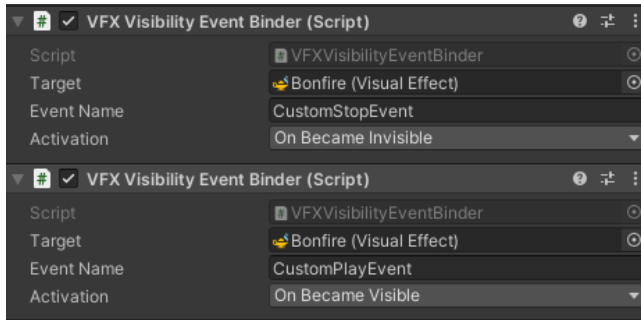 # VFX Visibility Event Binder (Script)
Script # VFXVisibilityEventBinder
Target Bonfire (Visual Effect)
Event Name CustomStopEvent
Activation On Became Invisible
# VFX Visibility Event Binder (Script)
Script # VFXVisibilityEventBinder
Target Bonfire (Visual Effect)
Event Name CustomPlayEvent
Activation On Became Visible